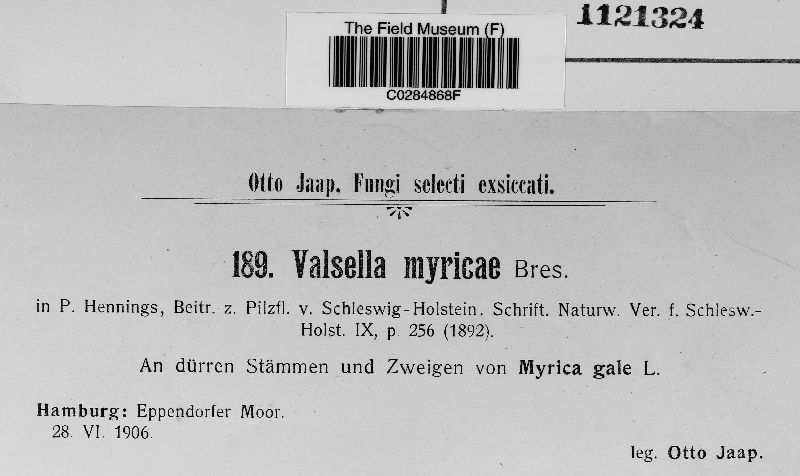 1121324
The Field Museum (F)
C0284868F
Otto Jaap. Fungi selecti exsiccati.
189. Valsella myricae Bres.
in P. Hennings, Beitr. z. Pilzfl. v. Schleswig-Holstein. Schrift. Naturw. Ver. f. Schlesw.-
Holst. IX, p. 256 (1892).
An dürren Stämmen und Zweigen von Myrica gale L.
Hamburg: Eppendorfer Moor.
28. VI. 1906.
leg. Otto Jaap.